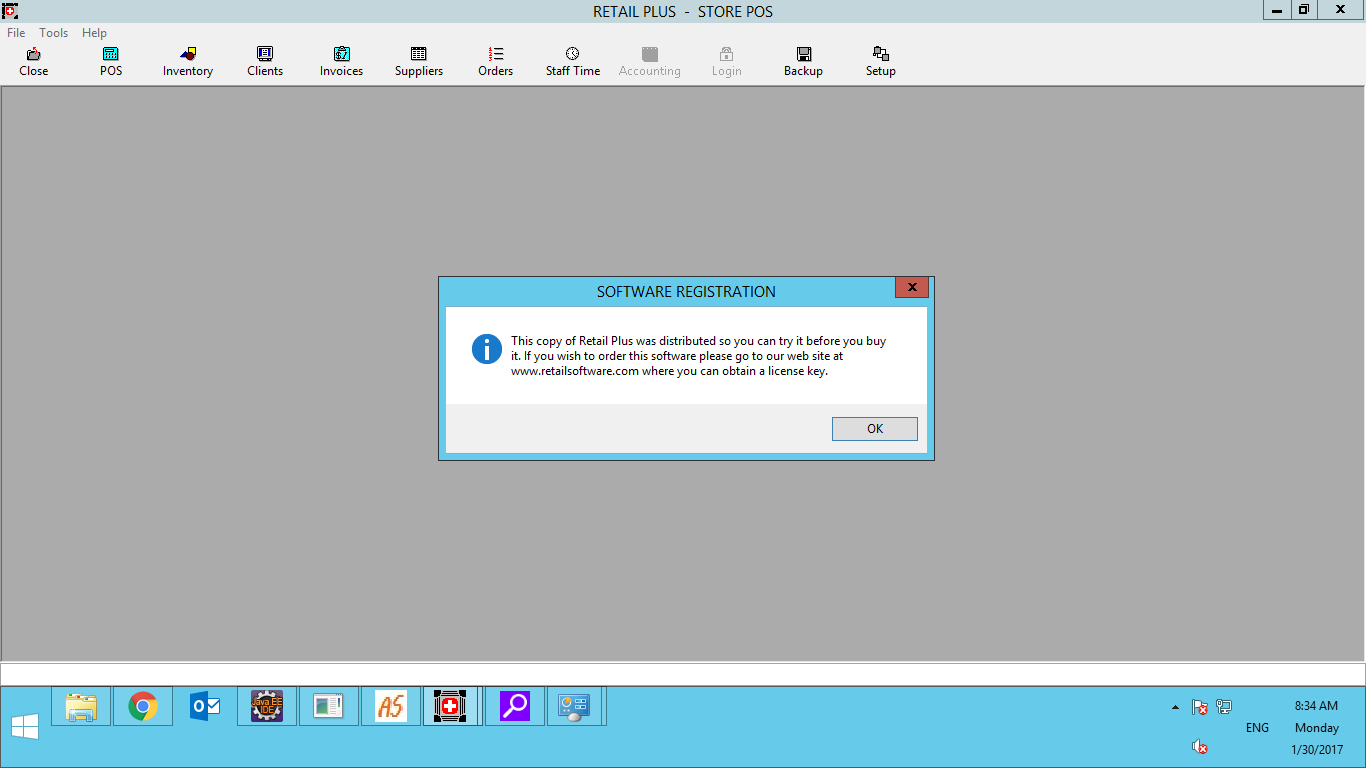 RETAIL PLUS - STORE POS
File Tools Help
Close POS Inventory Clients Invoices Suppliers Orders Staff Time Accounting Login Backup Setup
SOFTWARE REGISTRATION
This copy of Retail Plus was distributed so you can try it before you buy
it. If you wish to order this software please go to our web site at
www.retailsoftware.com where you can obtain a license key.
OK
Java EE
IDE
AS
8:34 AM
ENG Monday
1/30/2017